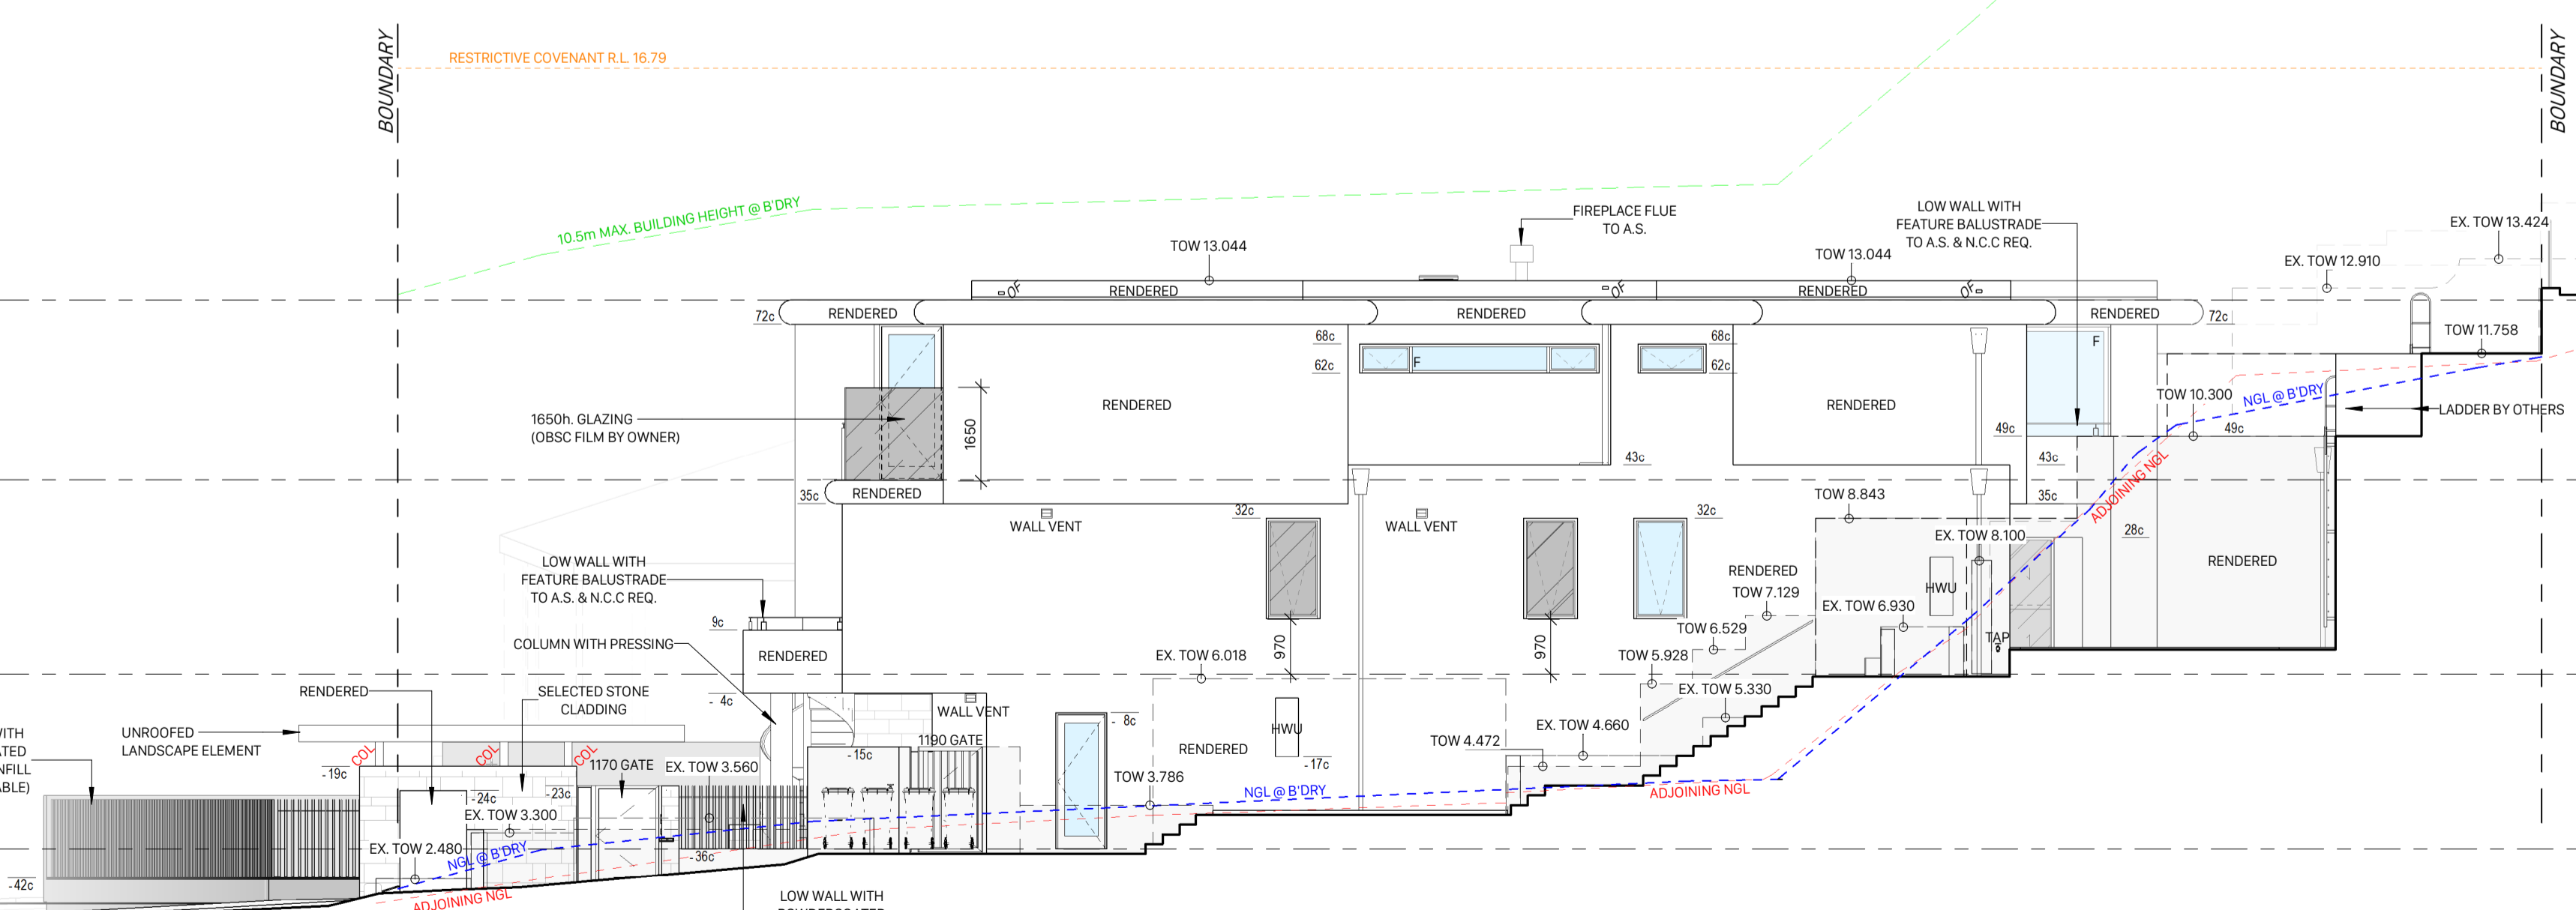 BOUNDARY
RESTRICTIVE COVENANT R.L. 16.79
BOUNDARY
10.5m MAX. BUILDING HEIGHT @ B'DRY
FIREPLACE FLUE
TO A.S.
LOW WALL WITH
FEATURE BALUSTRADE
TO A.S. & N.C.C REQ.
EX. TOW 13.424
TOW 13.044
TOW 13.044
EX. TOW 12.910
OF
RENDERED
OF
RENDERED
OF
72c
RENDERED
RENDERED
RENDERED
72c
TOW 11.758
68c
F
62c
68c
62c
F
1650h. GLAZING
(OBSC FILM BY OWNER)
1650
RENDERED
RENDERED
TOW 10.300
NGL @ B'DRY
LADDER BY OTHERS
49c
49c
43c
43c
35c
RENDERED
35c
ADJOINING NGL
WALL VENT
32c
WALL VENT
32c
TOW 8.843
EX. TOW 8.100
28c
RENDERED
LOW WALL WITH
FEATURE BALUSTRADE
TO A.S. & N.C.C REQ.
RENDERED
TOW 7.129
HWU
EX. TOW 6.930
9c
TOW 6.529
TAP
COLUMN WITH PRESSING
RENDERED
EX. TOW 6.018
970
970
TOW 5.928
RENDERED
SELECTED STONE
CLADDING
- 4c
WALL VENT
- 8c
EX. TOW 5.330
UNROOFED
LANDSCAPE ELEMENT
WITH
ATED
NFILL
ABLE)
COL
COL
COL
1170 GATE
EX. TOW 3.560
-15c
1190 GATE
RENDERED
HWU
-17c
TOW 4.472
EX. TOW 4.660
-19c
RENDERED
TOW 3.786
NGL @ B'DRY
ADJOINING NGL
-24c
-23c
EX. TOW 3.300
EX. TOW 2.480
NGL @ B'DRY
-36c
-42c
ADJOINING NGL
LOW WALL WITH